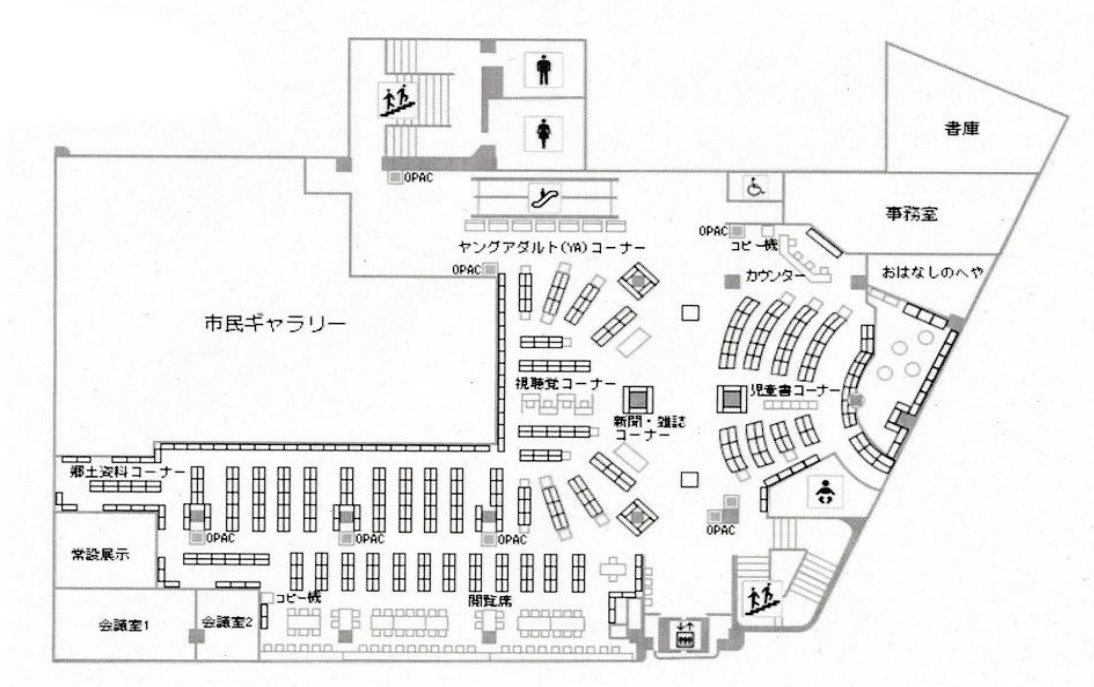 書庫
OPAC
事務室
OPAC
コピー機
ヤングアダルト(YA)コーナー
OPAC
カウンター
おはなしのへや
市民ギャラリー
視聴覚コーナー
児童書コーナー
新聞・雑誌
コーナー
郷土資料コーナー
OPAC
OPAC
OPAC
OPAC
常設展示
コピー機
閲覧席
会議室1
会議室2